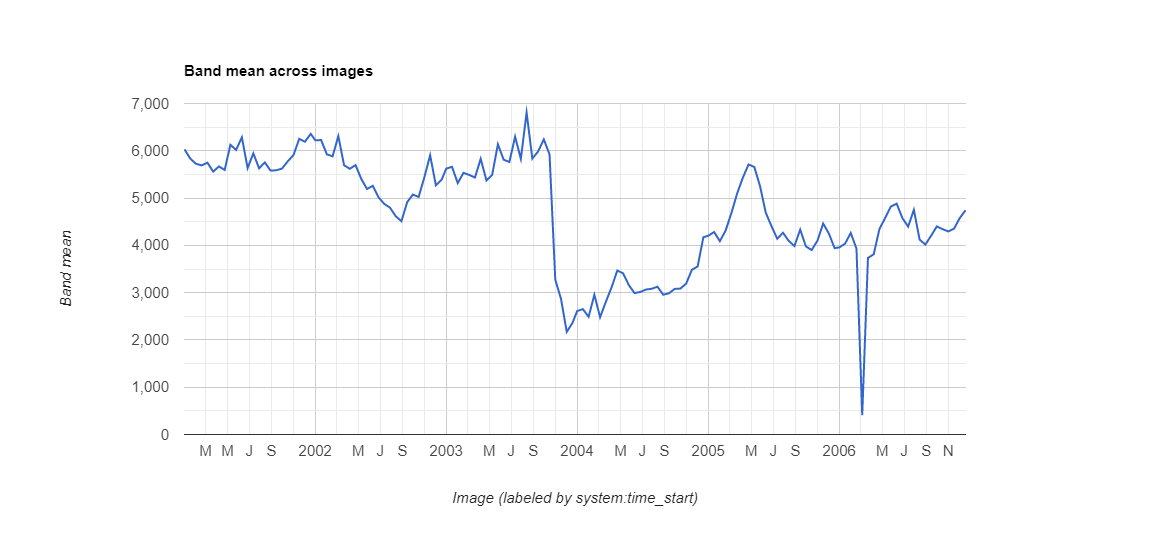 Band mean across images
7,000
6,000
5,000
4,000
3,000
2,000
1,000
0
Band mean
M M J S 2002 M J S 2003 M J S 2004 M J S 2005 M J S 2006 M J S N
Image (labeled by system:time_start)